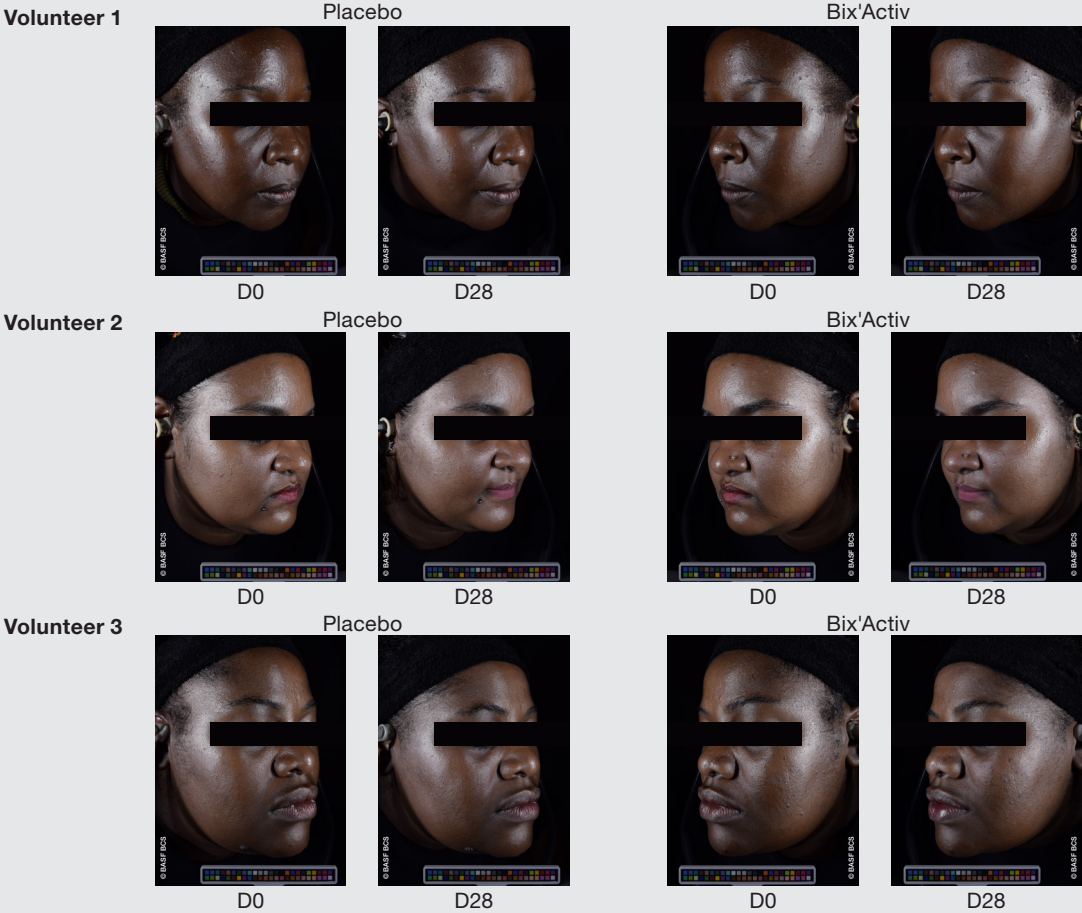 Volunteer 1
Placebo
Bix'Activ
© BASF BCS
© BASF BCS
© BASF BCS
© BASF BCS
D0
D28
D0
D28
Volunteer 2
Placebo
Bix'Activ
© BASF BCS
© BASF BCS
© BASF BCS
© BASF BCS
D0
D28
D0
D28
Volunteer 3
Placebo
Bix'Activ
© BASF BCS
© BASF BCS
© BASF BCS
© BASF BCS
D0
D28
D0
D28